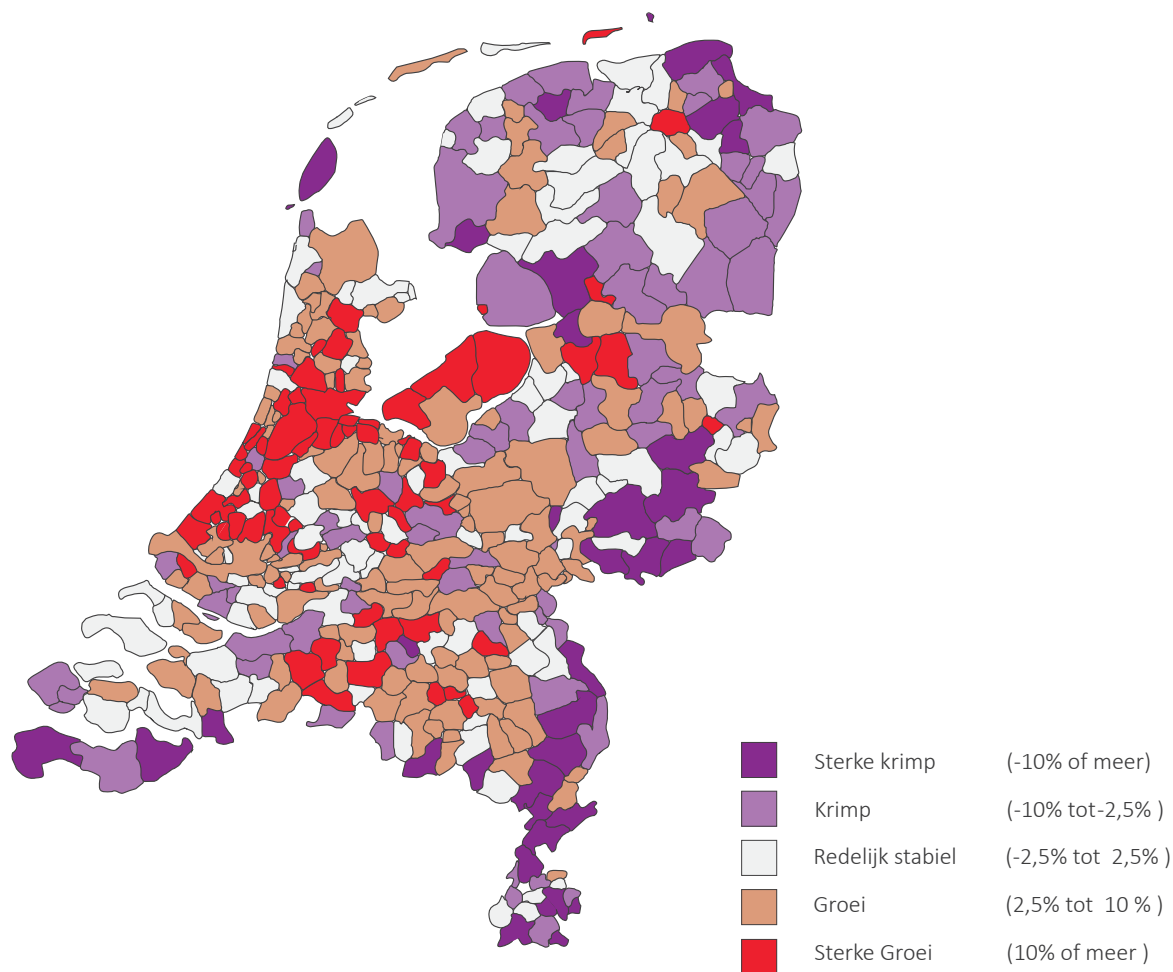 Sterke krimp (-10% of meer)
Krimp (-10% tot -2,5% )
Redelijk stabiel (-2,5% tot 2,5% )
Groei (2,5% tot 10 % )
Sterke Groei (10% of meer )